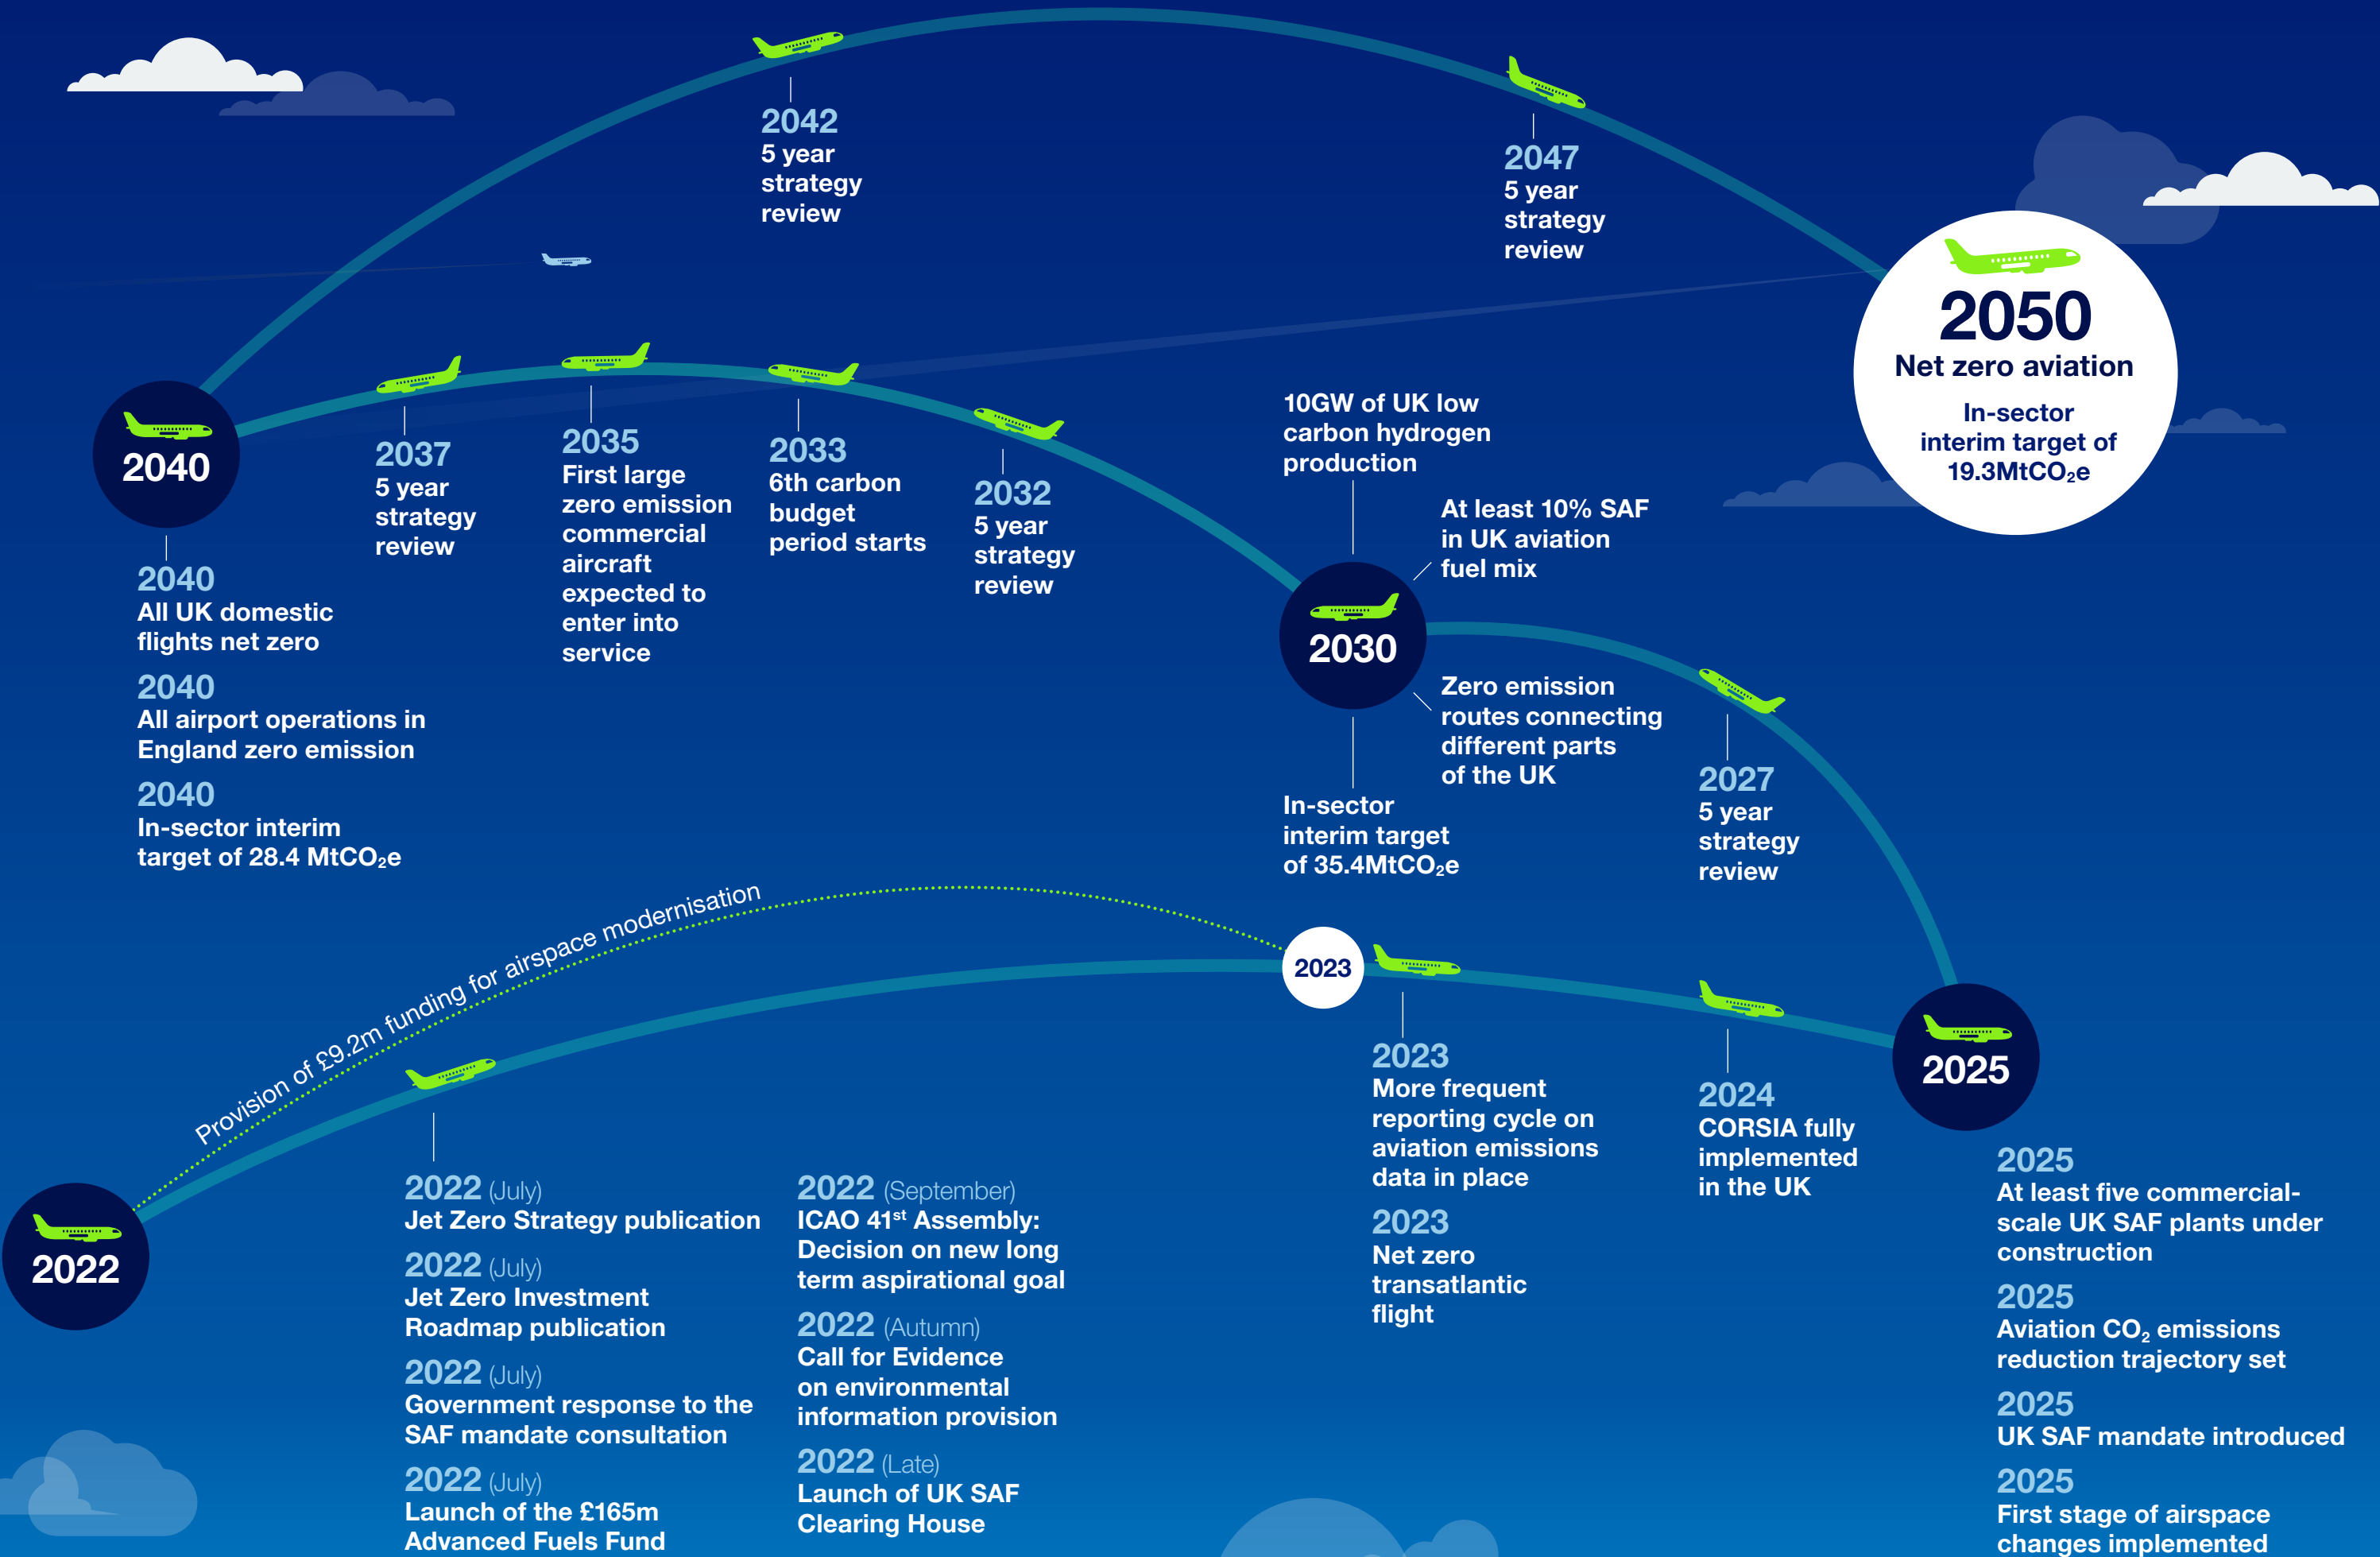 2042
5 year
strategy
review
2047
5 year
strategy
review
2050
Net zero aviation
In-sector
interim target of
19.3MtCO₂e
2040
2040
All UK domestic
flights net zero
2040
All airport operations in
England zero emission
2040
In-sector interim
target of 28.4 MtCO₂e
2037
5 year
strategy
review
2035
First large
zero emission
commercial
aircraft
expected to
enter into
service
2033
6th carbon
budget
period starts
2032
5 year
strategy
review
10GW of UK low
carbon hydrogen
production
At least 10% SAF
in UK aviation
fuel mix
2030
Zero emission
routes connecting
different parts
of the UK
In-sector
interim target
of 35.4MtCO₂e
2027
5 year
strategy
review
Provision of £9.2m funding for airspace modernisation
2022
2022 (July)
Jet Zero Strategy publication
2022 (July)
Jet Zero Investment
Roadmap publication
2022 (July)
Government response to the
SAF mandate consultation
2022 (July)
Launch of the £165m
Advanced Fuels Fund
2022 (September)
ICAO 41st Assembly:
Decision on new long
term aspirational goal
2022 (Autumn)
Call for Evidence
on environmental
information provision
2022 (Late)
Launch of UK SAF
Clearing House
2023
2023
More frequent
reporting cycle on
aviation emissions
data in place
2023
Net zero
transatlantic
flight
2024
CORSIA fully
implemented
in the UK
2025
2025
At least five commercial-
scale UK SAF plants under
construction
2025
Aviation CO₂ emissions
reduction trajectory set
2025
UK SAF mandate introduced
2025
First stage of airspace
changes implemented